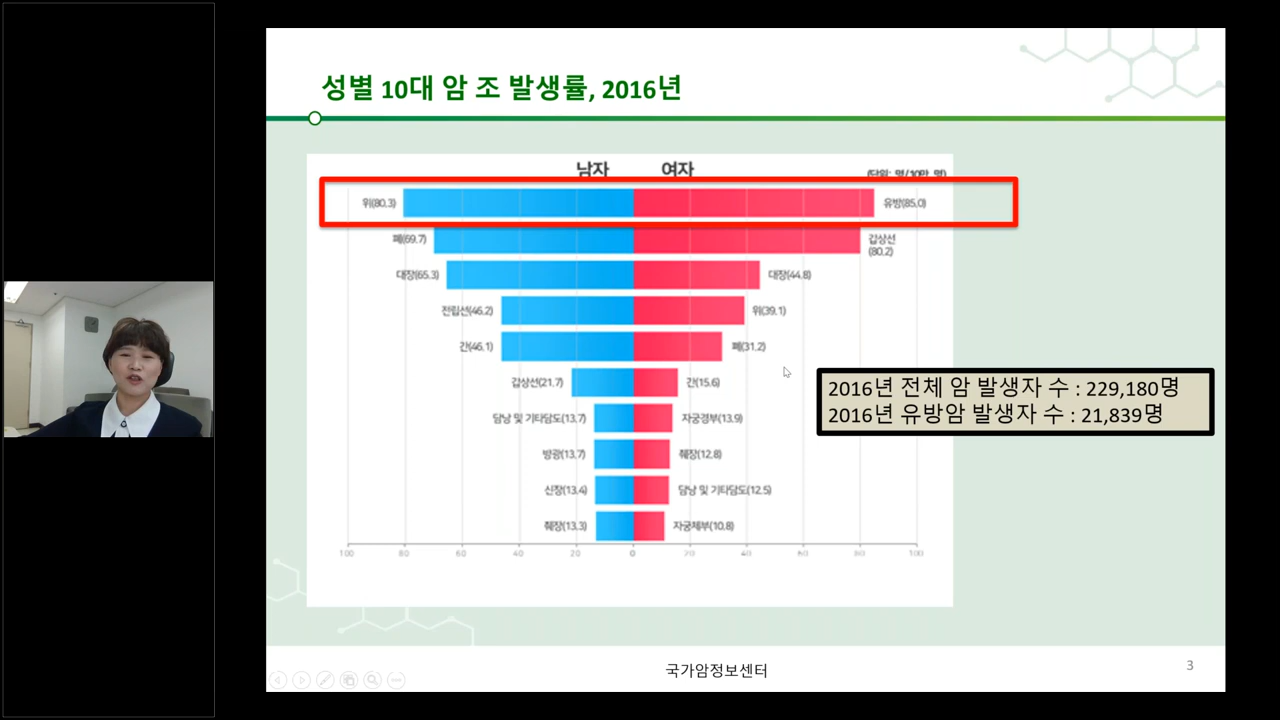 성별 10대 암 조 발생률, 2016년
남자 여자
(단위: 명/10만 명)
위(80.3) 유방(85.0)
폐(69.7) 갑상선
(80.2)
대장(65.3) 대장(44.8)
전립선(46.2) 위(39.1)
간(46.1) 폐(31.2)
갑상선(21.7) 간(15.6)
담낭 및 기타담도(13.7) 자궁경부(13.9)
방광(13.7) 췌장(12.8)
신장(13.4) 담낭 및 기타담도(12.5)
췌장(13.3) 자궁체부(10.8)
100 80 60 40 20 0 20 40 60 80 100
2016년 전체 암 발생자 수 : 229,180명
2016년 유방암 발생자 수 : 21,839명
국가암정보센터
3